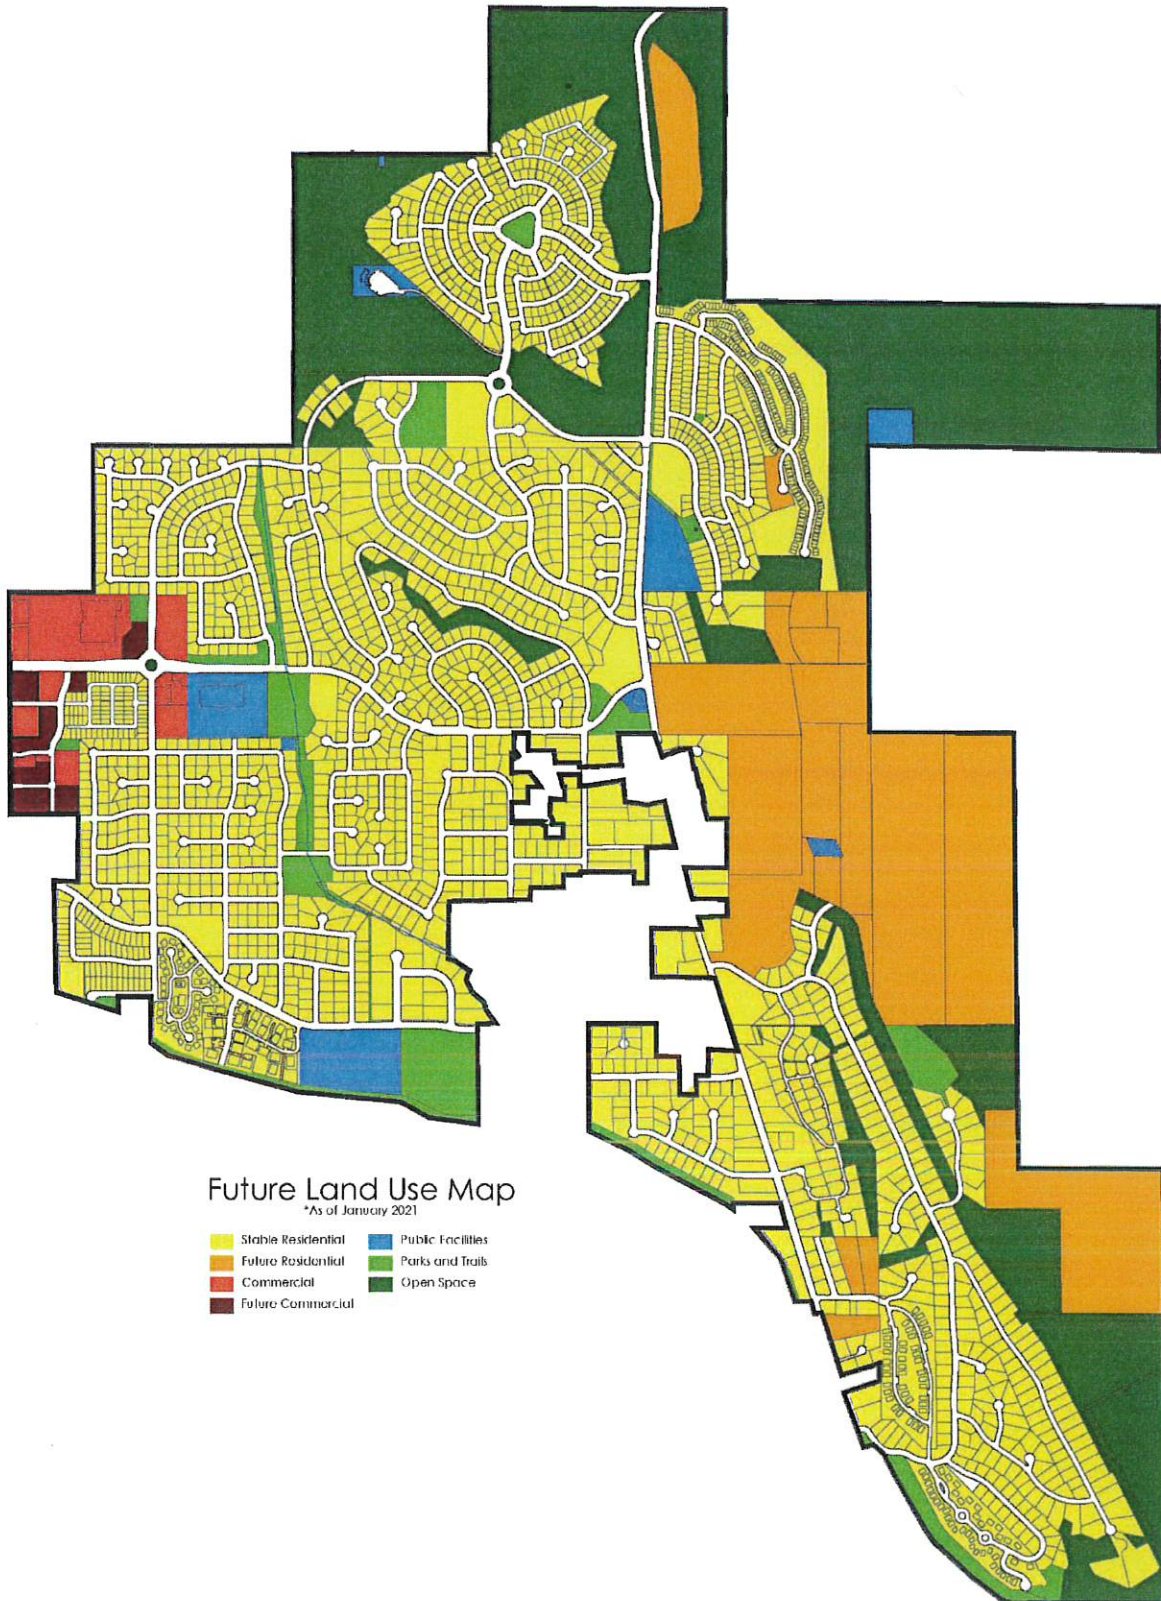 Future Land Use Map
*As of January 2021
Stable Residential
Future Residential
Commercial
Future Commercial
Public Facilities
Parks and Trails
Open Space